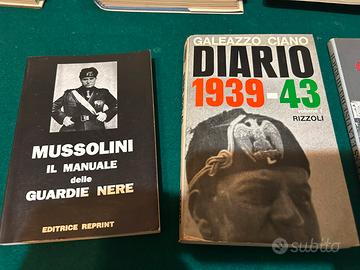 MUSSOLINI
IL MANUALE
delle
GUARDIE NERE
EDITRICE REPRINT
GALEAZZO CIANO
DIARIO
1939-43
RIZZOLI
subito